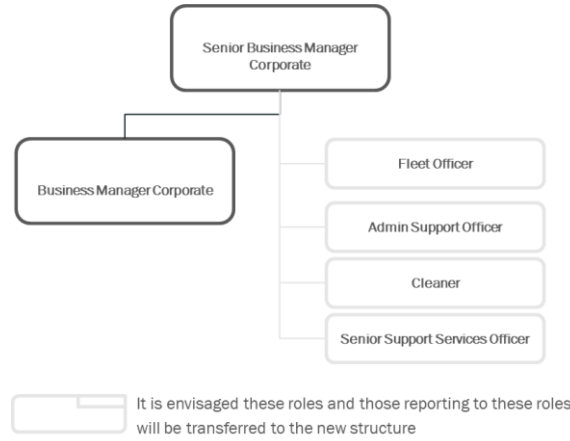 Senior Business Manager
Corporate
Business Manager Corporate
Fleet Officer
Admin Support Officer
Cleaner
Senior Support Services Officer
It is envisaged these roles and those reporting to these roles
will be transferred to the new structure